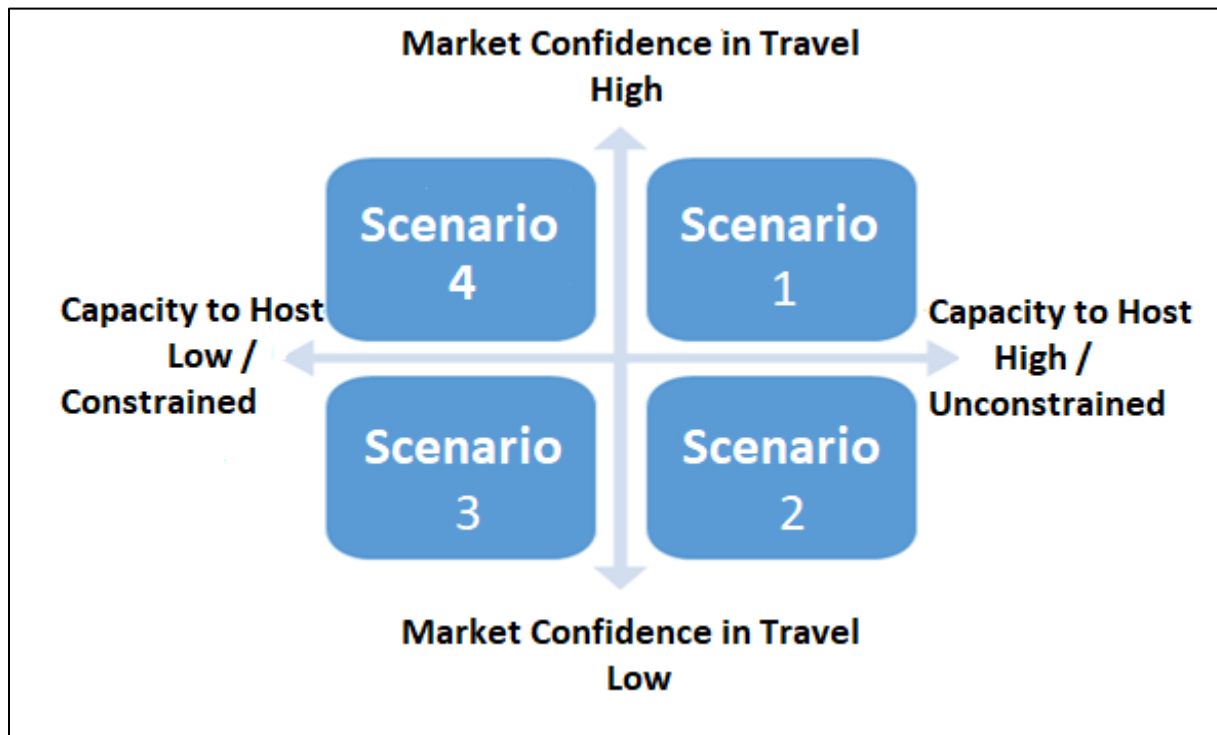 Market Confidence in Travel
High
Scenario
4
Scenario
1
Capacity to Host
Low /
Constrained
Capacity to Host
High /
Unconstrained
Scenario
3
Scenario
2
Market Confidence in Travel
Low